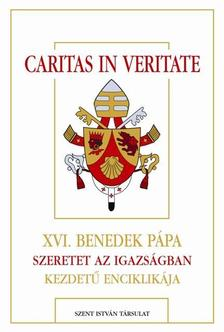 CARITAS IN VERITATE
XVI. BENEDEK PÁPA
SZERETET AZ IGAZSÁGBAN
KEZDETŰ ENCIKLIKÁJA
SZENT ISTVÁN TÁRSULAT